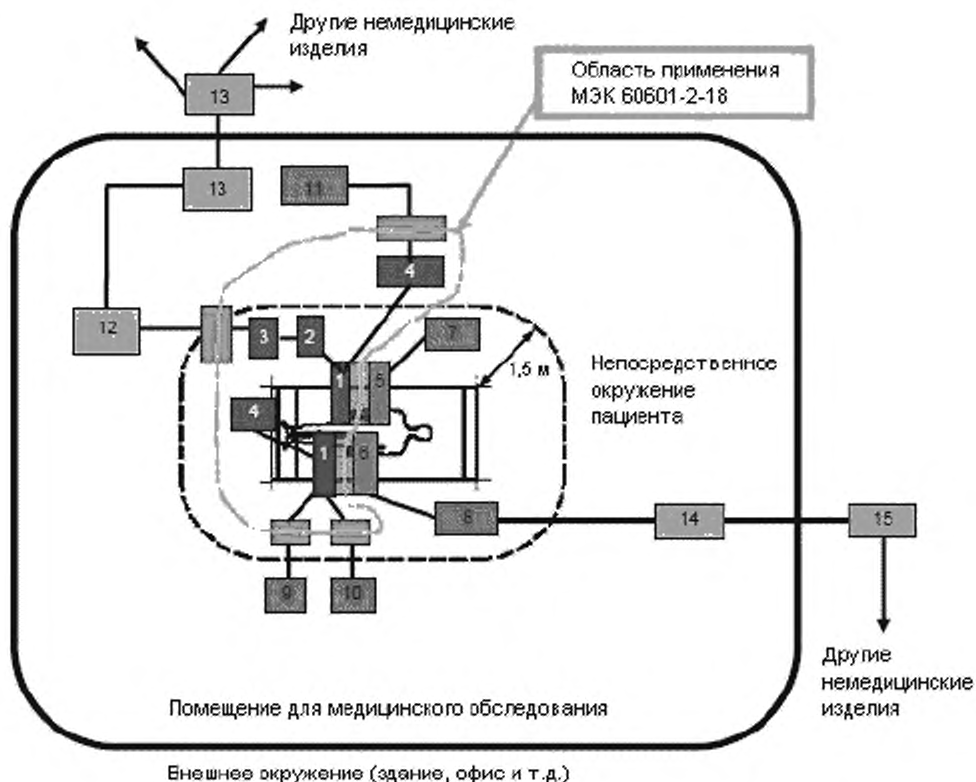 Другие немедицинские
изделия
Область применения
МЭК 60601-2-18
13
13
11
4
12
3
2
7
1,5 м
Непосредственное
окружение
пациента
1
5
4
1
6
8
14
15
9
10
Другие
немедицинские
изделия
Помещение для медицинского обследования
Внешнее окружение (здание, офис и т.д.)